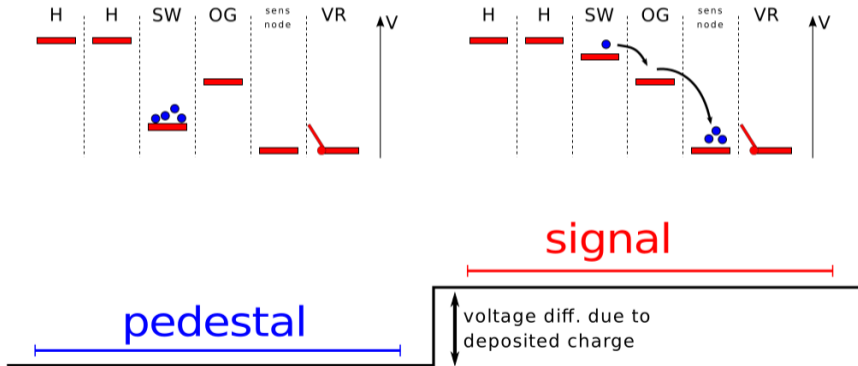 H H SW OG sens node VR
V
H H SW OG sens node VR
V
signal
pedestal
voltage diff. due to
deposited charge